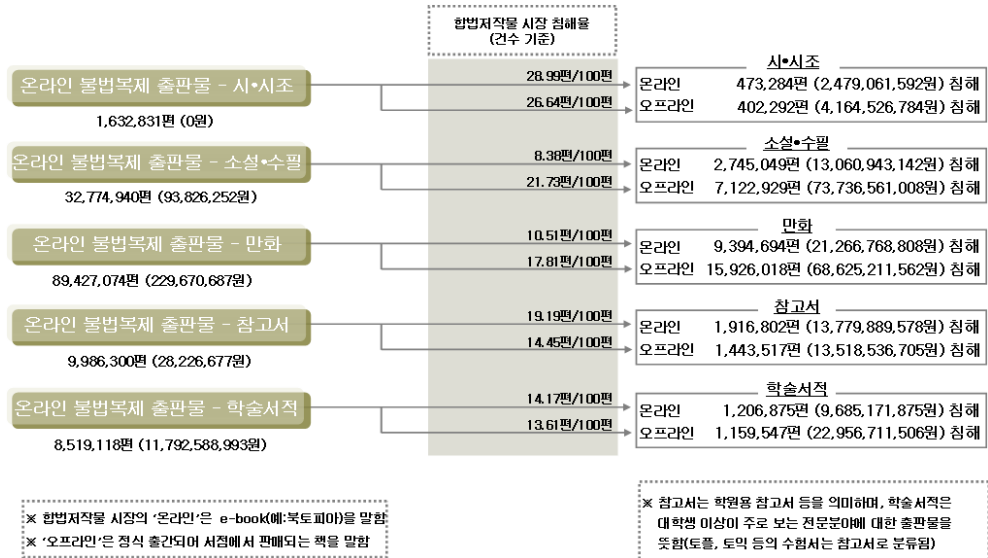 합법저작물 시장 침해율
(건수 기준)
온라인 불법복제 출판물 - 시•시조
1,632,831편 (0원)
28.99편/100편
26.64편/100편
시•시조
온라인 473,284편 (2,479,061,592원) 침해
오프라인 402,292편 (4,164,526,784원) 침해
온라인 불법복제 출판물 - 소설•수필
32,774,940편 (93,826,252원)
8.38편/100편
21.73편/100편
소설•수필
온라인 2,745,049편 (13,060,943,142원) 침해
오프라인 7,122,929편 (73,736,561,008원) 침해
온라인 불법복제 출판물 - 만화
89,427,074편 (229,670,687원)
10.51편/100편
17.81편/100편
만화
온라인 9,394,694편 (21,266,768,808원) 침해
오프라인 15,926,018편 (68,625,211,562원) 침해
온라인 불법복제 출판물 - 참고서
9,986,300편 (28,226,677원)
19.19편/100편
14.45편/100편
참고서
온라인 1,916,802편 (13,779,889,578원) 침해
오프라인 1,443,517편 (13,518,536,705원) 침해
온라인 불법복제 출판물 - 학술서적
8,519,118편 (11,792,588,993원)
14.17편/100편
13.61편/100편
학술서적
온라인 1,206,875편 (9,685,171,875원) 침해
오프라인 1,159,547편 (22,956,711,506원) 침해
※ 합법저작물 시장의 '온라인'은 e-book(예:북토피아)을 말함
※ '오프라인'은 정식 출간되어 서점에서 판매되는 책을 말함
※ 참고서는 학원용 참고서 등을 의미하며, 학술서적은
대학생 이상이 주로 보는 전문분야에 대한 출판물을
뜻함(토플, 토익 등의 수험서는 참고서로 분류됨)